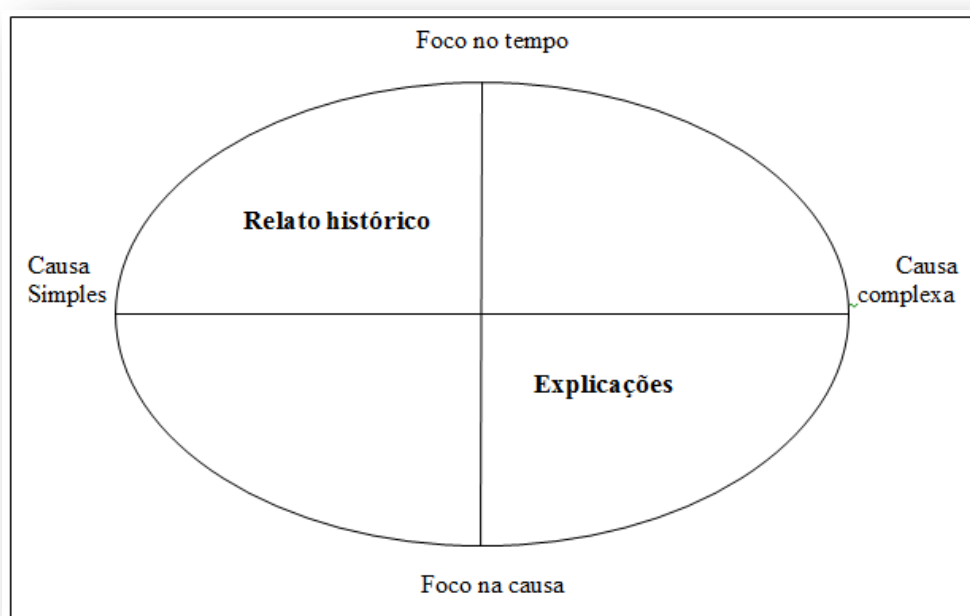 Foco no tempo
Relato histórico
Causa
Simples
Causa
complexa
Explicações
Foco na causa